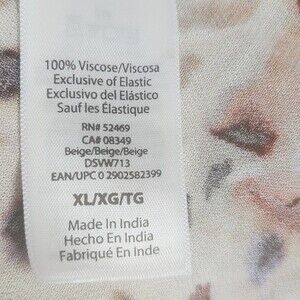 100% Viscose/Viscosa
Exclusive of Elastic
Exclusivo del Elástico
Sauf les Élastique
RN# 52469
CA# 08349
Beige/Beige/Beige
DSVW713
EAN/UPC 0 2902582399
XL/XG/TG
Made In India
Hecho En India
Fabriqué En Inde